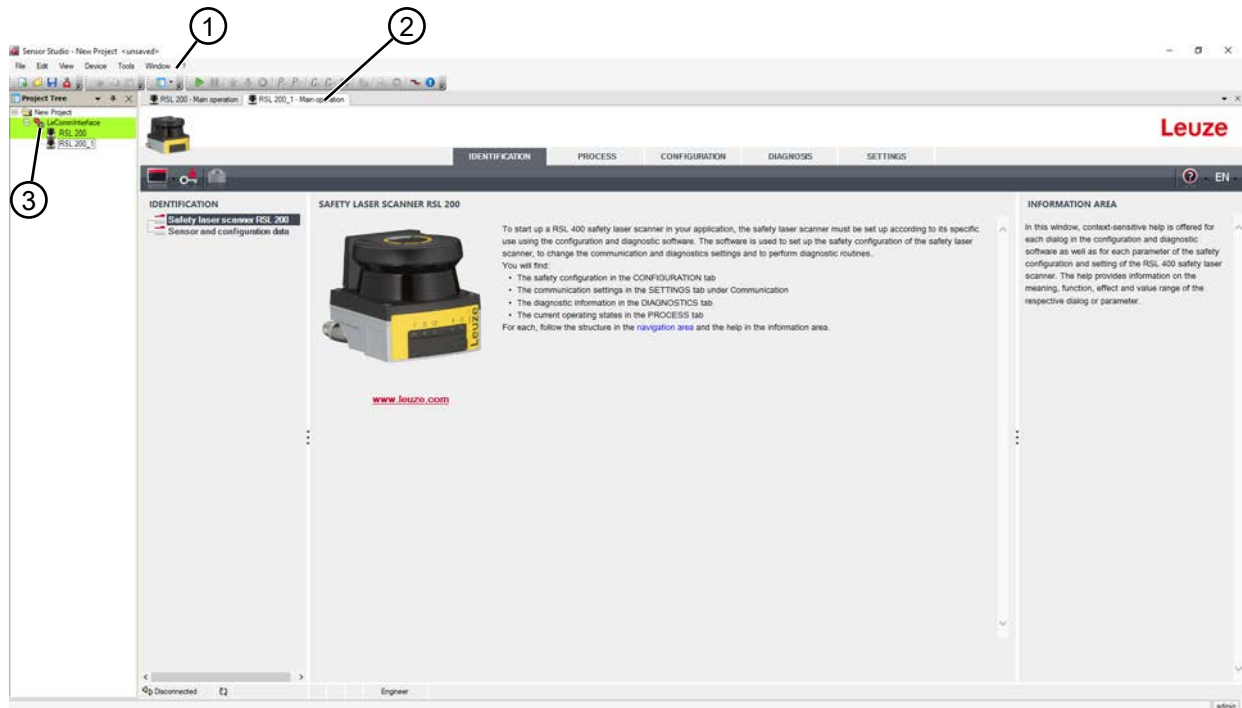 1
2
Sensor Studio - New Project <unsaved>
File Edit View Device Tools Window ?
Project Tree
RSL 200 - Main operation
RSL 200_1 - Main operation
New Project
LeCommInterface
RSL 200
RSL 200_1
3
Leuze
IDENTIFICATION PROCESS CONFIGURATION DIAGNOSIS SETTINGS
EN
IDENTIFICATION
Safety laser scanner RSL 200
Sensor and configuration data
SAFETY LASER SCANNER RSL 200
Leuze
www.leuze.com
To start up a RSL 400 safety laser scanner in your application, the safety laser scanner must be set up according to its specific
use using the configuration and diagnostic software. The software is used to set up the safety configuration of the safety laser
scanner, to change the communication and diagnostics settings and to perform diagnostic routines.
You will find:
• The safety configuration in the CONFIGURATION tab
• The communication settings in the SETTINGS tab under Communication
• The diagnostic information in the DIAGNOSTICS tab
• The current operating states in the PROCESS tab
For each, follow the structure in the navigation area and the help in the information area.
INFORMATION AREA
In this window, context-sensitive help is offered for
each dialog in the configuration and diagnostic
software as well as for each parameter of the safety
configuration and setting of the RSL 400 safety laser
scanner. The help provides information on the
meaning, function, effect and value range of the
respective dialog or parameter.
Disconnected
Engineer
admin